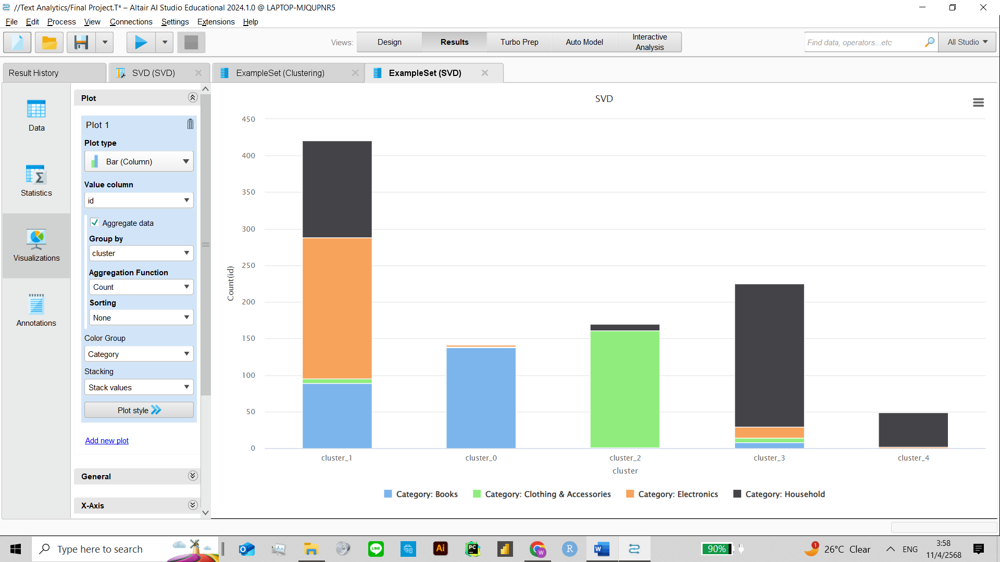 //Text Analytics/Final Project.T* – Altair AI Studio Educational 2024.1.0 @ LAPTOP-MJQUPNR5
File Edit Process View Connections Settings Extensions Help
Views: Design Results Turbo Prep Auto Model Interactive Analysis
Find data, operators...etc
All Studio
Result History
SVD (SVD)
ExampleSet (Clustering)
ExampleSet (SVD)
Data
Statistics
Visualizations
Annotations
Plot
Plot 1
Plot type
Bar (Column)
Value column
id
Aggregate data
Group by
cluster
Aggregation Function
Count
Sorting
None
Color Group
Category
Stacking
Stack values
Plot style
Add new plot
General
X-Axis
SVD
450
400
350
300
250
200
150
100
50
0
Count(id)
cluster_1 cluster_0 cluster_2 cluster_3 cluster_4
cluster
Category: Books Category: Clothing & Accessories Category: Electronics Category: Household
Type here to search
LINE
Ai
PC
W
R
W
90%
1
26°C Clear
ENG
3:58
11/4/2568